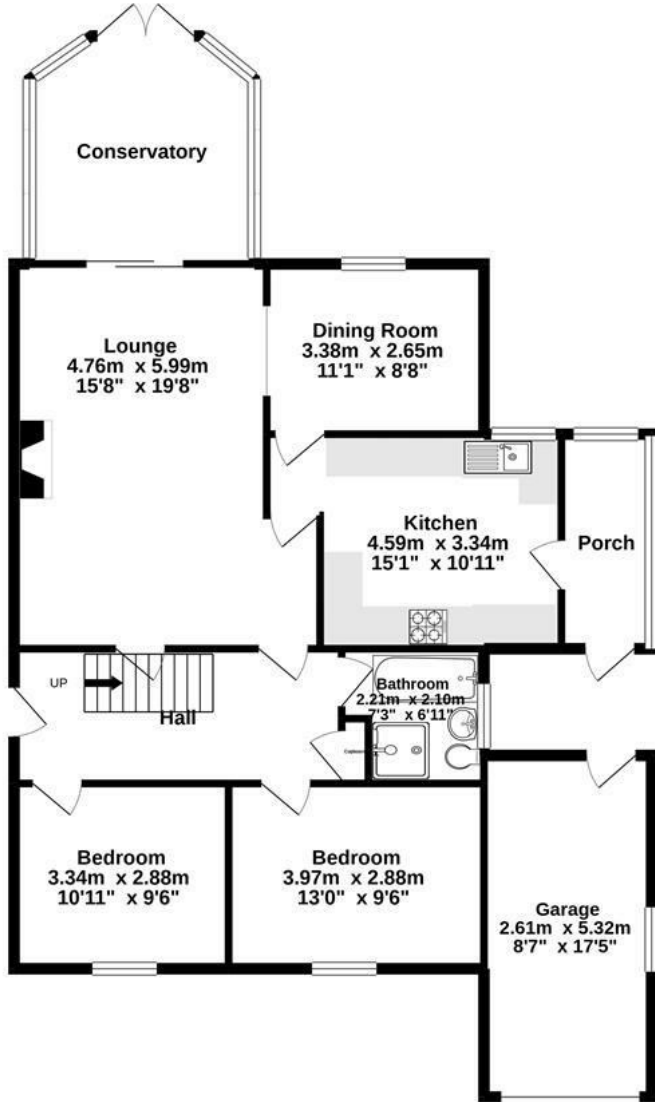 Conservatory
Lounge
4.76m x 5.99m
15'8" x 19'8"
Dining Room
3.38m x 2.65m
11'1" x 8'8"
Kitchen
4.59m x 3.34m
15'1" x 10'11"
Porch
UP
Hall
Bathroom
2.21m x 2.10m
7'3" x 6'11"
Bedroom
3.34m x 2.88m
10'11" x 9'6"
Bedroom
3.97m x 2.88m
13'0" x 9'6"
Garage
2.61m x 5.32m
8'7" x 17'5"